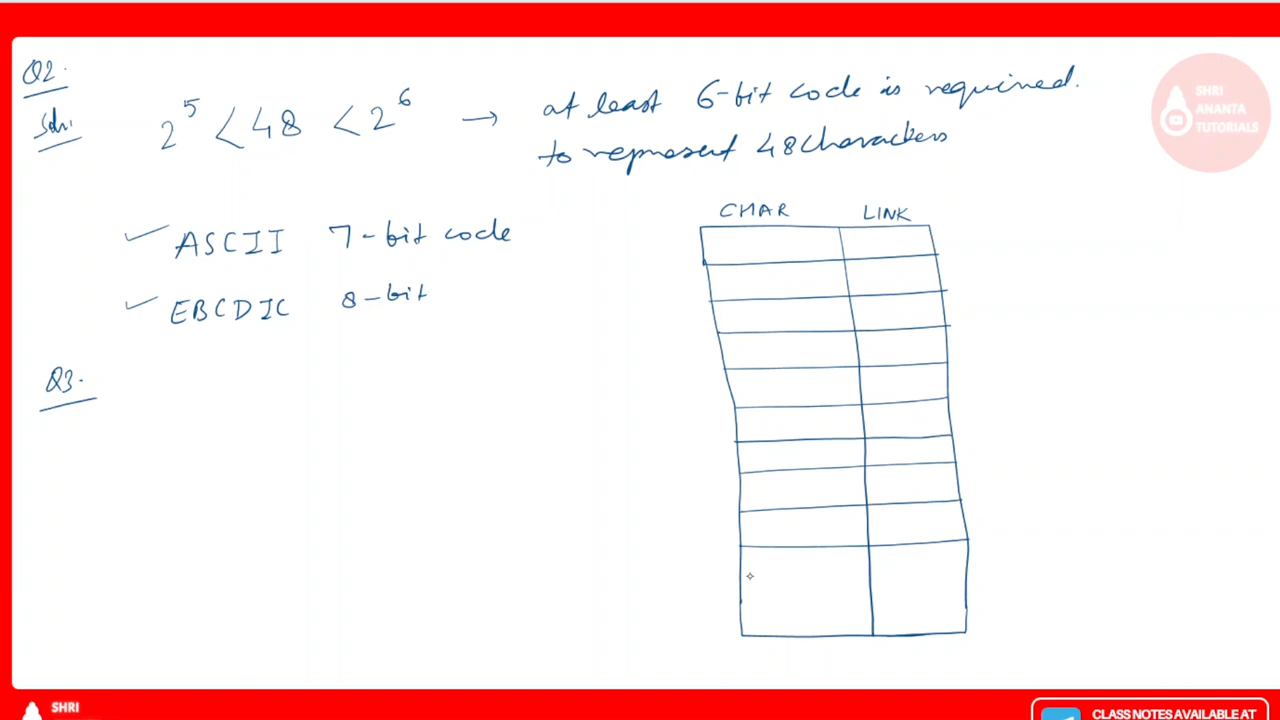 Q2.
Soln:
2^5 < 48 < 2^6 → at least 6-bit code is required.
to represent 48 Characters
ASCII 7-bit code
EBCDIC 8-bit
Q3.
CHAR LINK
SHRI
ANANTA
TUTORIALS
SHRI
CLASS NOTES AVAILABLE AT